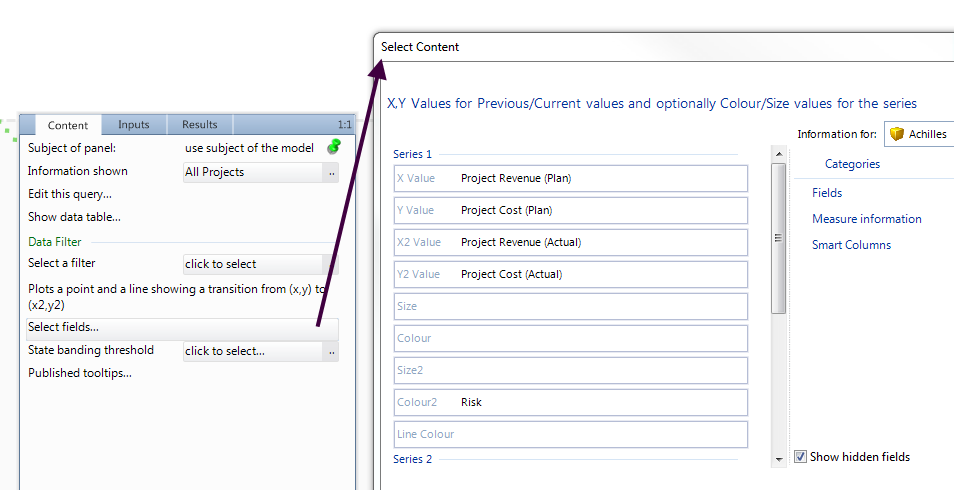 Content
Inputs
Results
1:1
Subject of panel:
use subject of the model
Information shown
All Projects
..
Edit this query...
Show data table...
Data Filter
Select a filter
click to select
Plots a point and a line showing a transition from (x,y) to
(x2,y2)
Select fields...
State banding threshold
click to select...
..
Published tooltips...
Select Content
X,Y Values for Previous/Current values and optionally Colour/Size values for the series
Information for:
Achilles
Series 1
X Value
Project Revenue (Plan)
Y Value
Project Cost (Plan)
X2 Value
Project Revenue (Actual)
Y2 Value
Project Cost (Actual)
Size
Colour
Size2
Colour2
Risk
Line Colour
Series 2
Categories
Fields
Measure information
Smart Columns
Show hidden fields